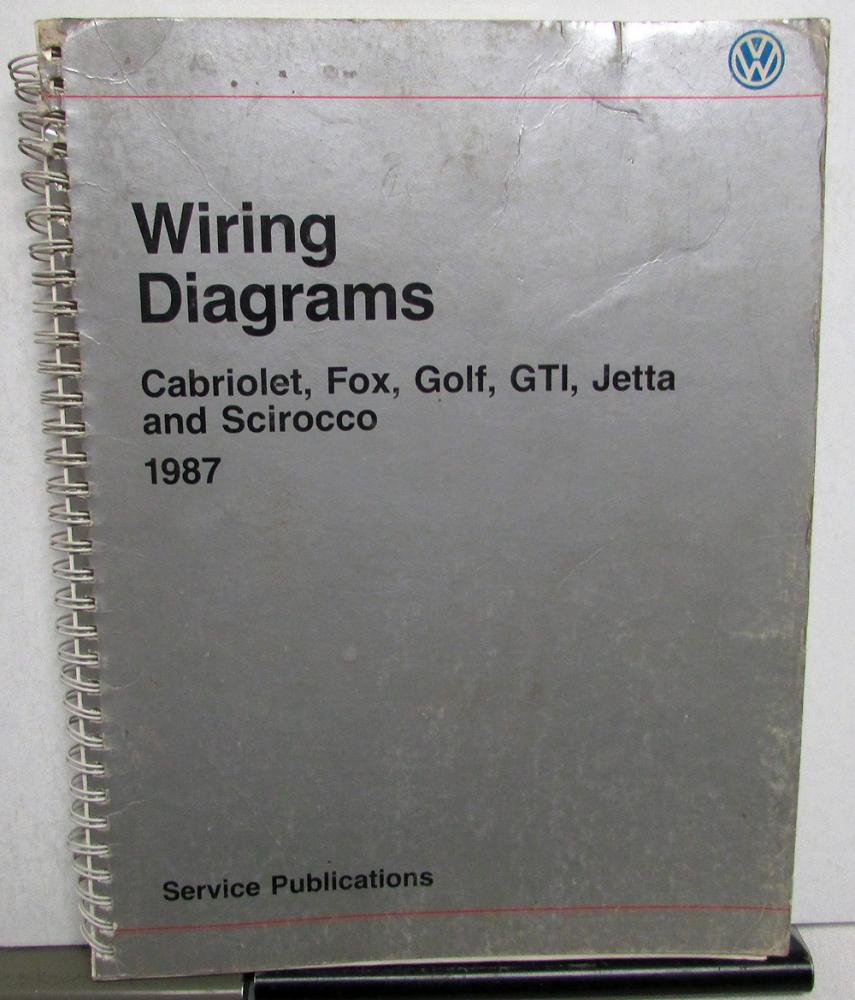 VW
Wiring
Diagrams
Cabriolet, Fox, Golf, GTI, Jetta
and Scirocco
1987
Service Publications